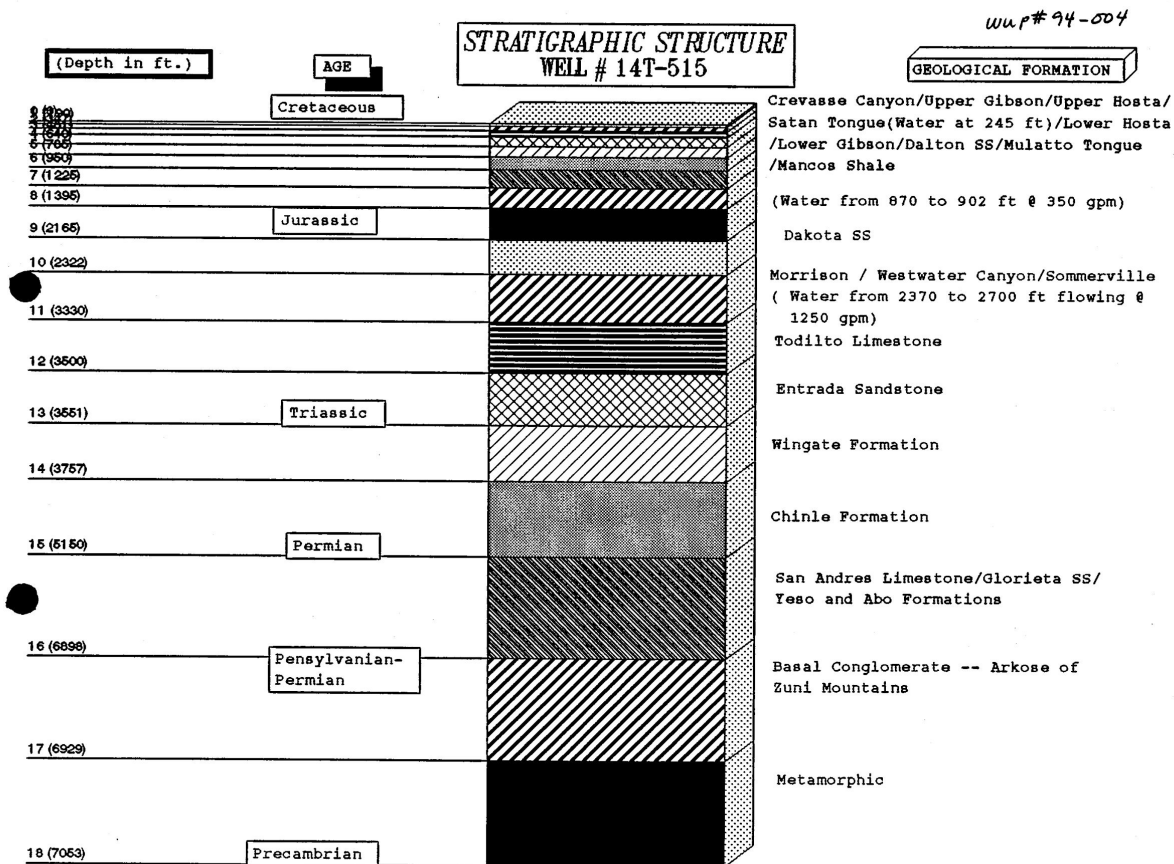 wup# 94-004
STRATIGRAPHIC STRUCTURE
WELL # 14T-515
(Depth in ft.)
AGE
GEOLOGICAL FORMATION
Cretaceous
Crevasse Canyon/Upper Gibson/Upper Hosta/
Satan Tongue(Water at 245 ft)/Lower Hosta
/Lower Gibson/Dalton SS/Mulatto Tongue
/Mancos Shale
5 (765)
6 (950)
7 (1225)
8 (1395)
(Water from 870 to 902 ft @ 350 gpm)
Jurassic
9 (2165)
Dakota SS
10 (2322)
Morrison / Westwater Canyon/Sommerville
( Water from 2370 to 2700 ft flowing @
1250 gpm)
11 (3330)
Todilto Limestone
12 (3500)
Entrada Sandstone
13 (3551)
Triassic
Wingate Formation
14 (3757)
Chinle Formation
15 (5150)
Permian
San Andres Limestone/Glorieta SS/
Yeso and Abo Formations
16 (6898)
Pensylvanian-
Permian
Basal Conglomerate -- Arkose of
Zuni Mountains
17 (6929)
Metamorphic
18 (7053)
Precambrian